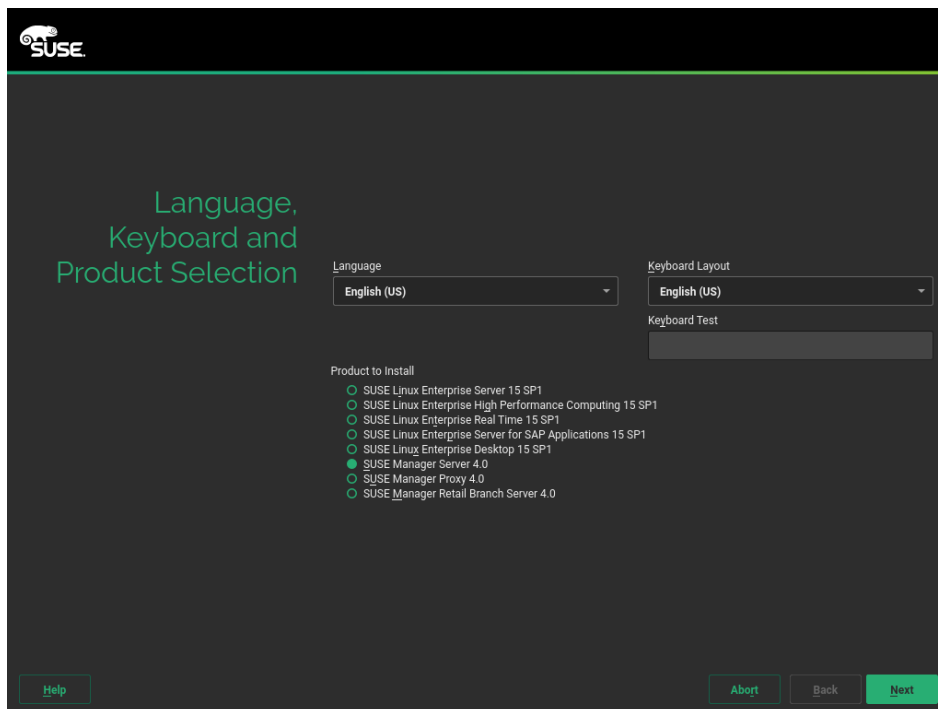 SUSE.
Language,
Keyboard and
Product Selection
Language
Keyboard Layout
English (US)
English (US)
Keyboard Test
Product to Install
SUSE Linux Enterprise Server 15 SP1
SUSE Linux Enterprise High Performance Computing 15 SP1
SUSE Linux Enterprise Real Time 15 SP1
SUSE Linux Enterprise Server for SAP Applications 15 SP1
SUSE Linux Enterprise Desktop 15 SP1
SUSE Manager Server 4.0
SUSE Manager Proxy 4.0
SUSE Manager Retail Branch Server 4.0
Help
Abort
Back
Next